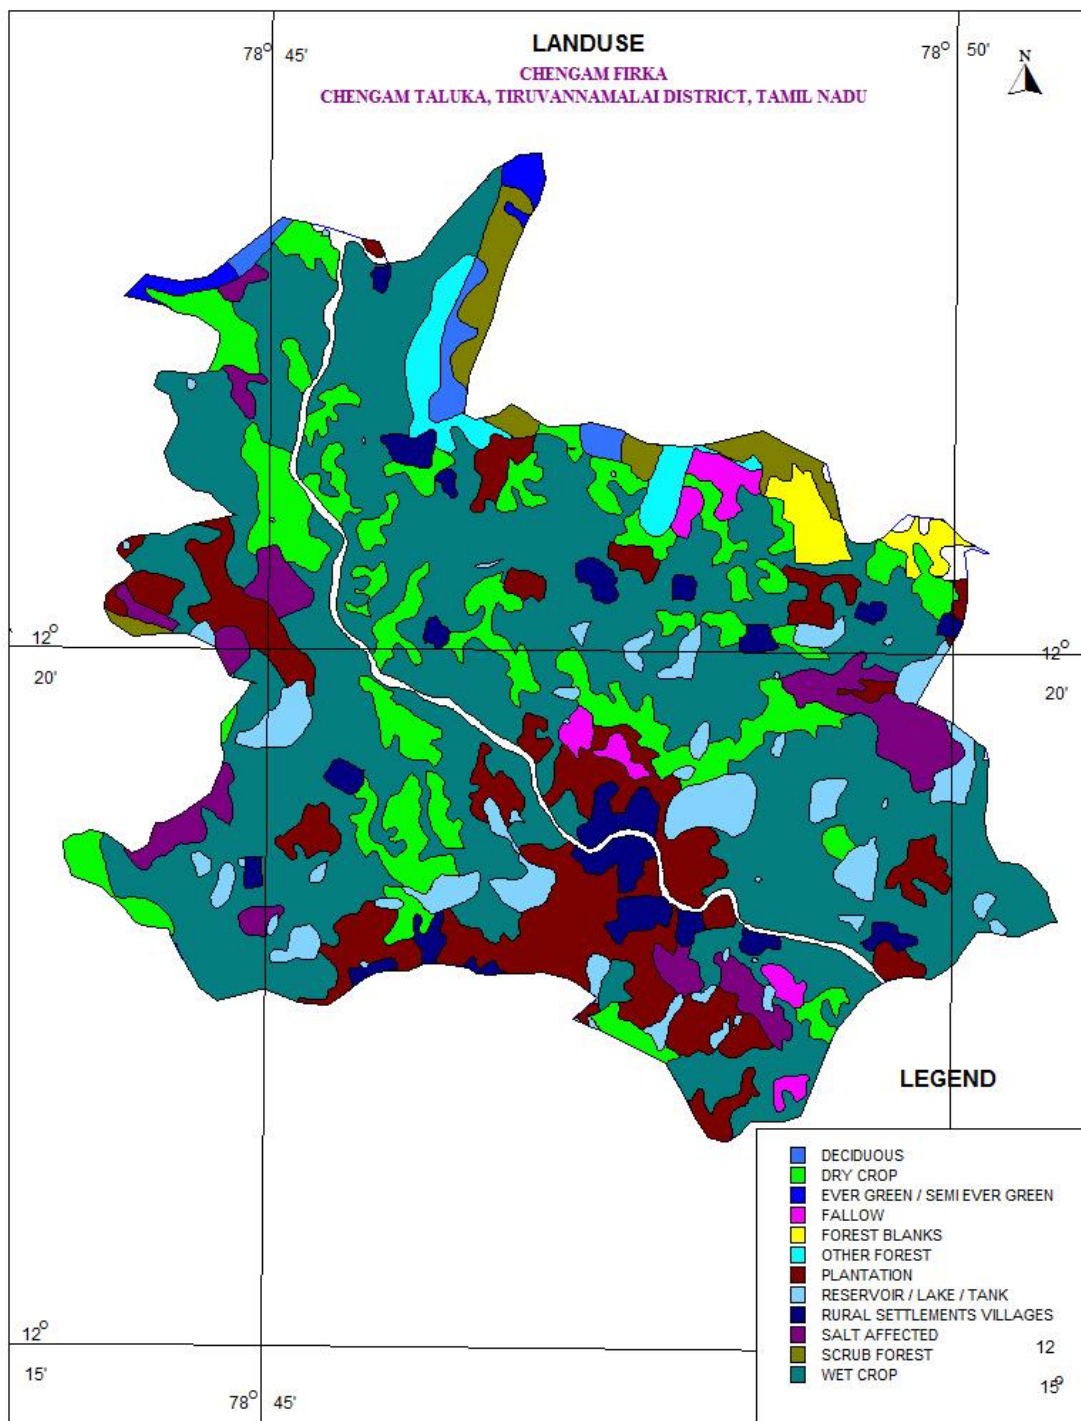 LANDUSE
CHENGAM FIRKA
CHENGAM TALUKA, TIRUVANNAMALAI DISTRICT, TAMIL NADU
78° 45'
78° 50'
N
12°
20'
12°
20'
LEGEND
DECIDUOUS
DRY CROP
EVER GREEN / SEMI EVER GREEN
FALLOW
FOREST BLANKS
OTHER FOREST
PLANTATION
RESERVOIR / LAKE / TANK
RURAL SETTLEMENTS VILLAGES
SALT AFFECTED
SCRUB FOREST
WET CROP
12°
15'
12
15°
78° 45'